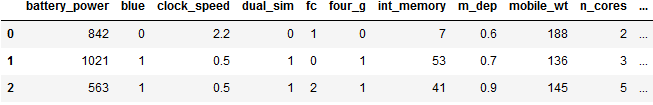 battery_power blue clock_speed dual_sim fc four_g int_memory m_dep mobile_wt n_cores ...
0 842 0 2.2 0 1 0 7 0.6 188 2 ...
1 1021 1 0.5 1 0 1 53 0.7 136 3 ...
2 563 1 0.5 1 2 1 41 0.9 145 5 ...